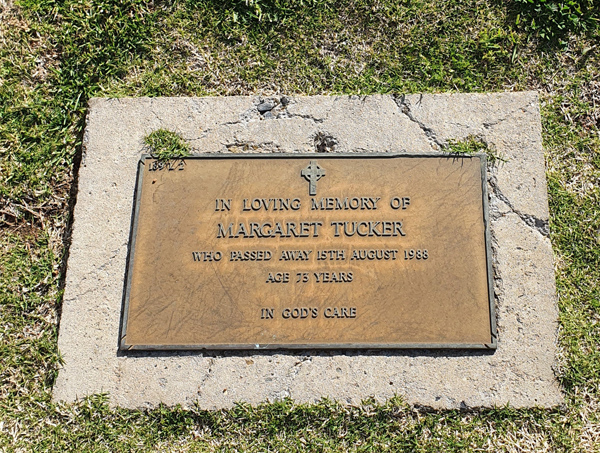 IN LOVING MEMORY OF
MARGARET TUCKER
WHO PASSED AWAY 15TH AUGUST 1988
AGE 73 YEARS
IN GOD'S CARE